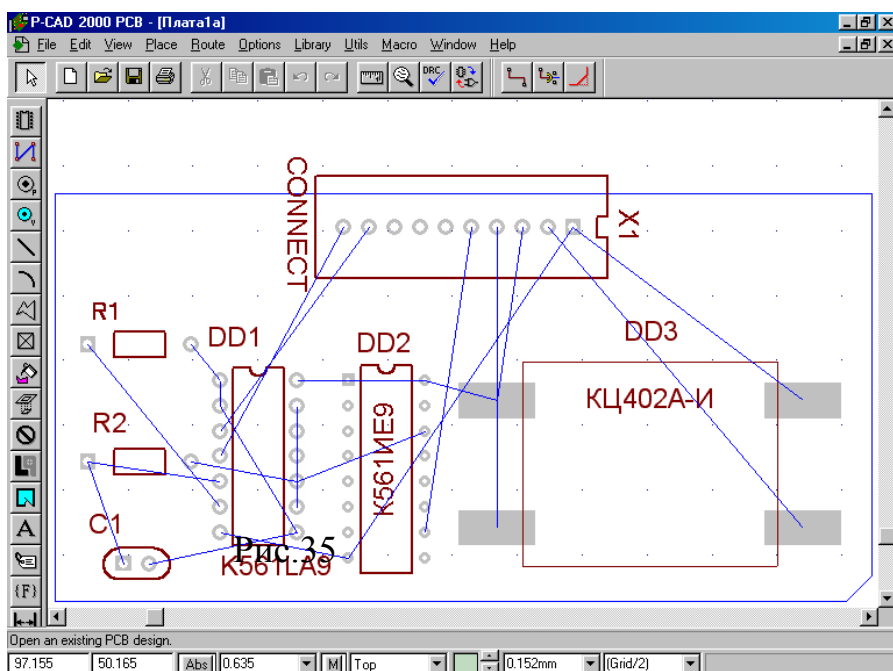 P-CAD 2000 PCB - [Плата1а]
File Edit View Place Route Options Library Utils Macro Window Help
DRC
CONNECT
X1
R1
DD1
DD2
DD3
КЦ402А-И
R2
К561ИЕ9
C1
Рис.35
K561LA9
A
{F}
Open an existing PCB design.
97.155 50.165 Abs 0.635 M Top 0.152mm (Grid/2)